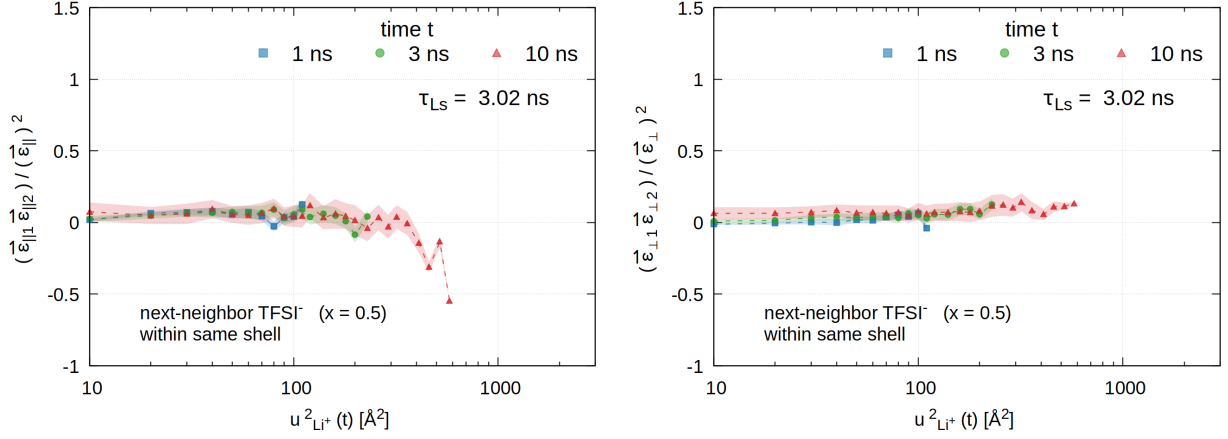 1.5
1
0.5
0
-0.5
-1
10
100
1000
time t
1 ns
3 ns
10 ns
τLs = 3.02 ns
next-neighbor TFSI- (x = 0.5)
within same shell
(ε→||1 ε→||2) / (ε→||)2
u2Li+(t) [Å2]
1.5
1
0.5
0
-0.5
-1
10
100
1000
time t
1 ns
3 ns
10 ns
τLs = 3.02 ns
next-neighbor TFSI- (x = 0.5)
within same shell
(ε→⊥1 ε→⊥2) / (ε→⊥)2
u2Li+(t) [Å2]